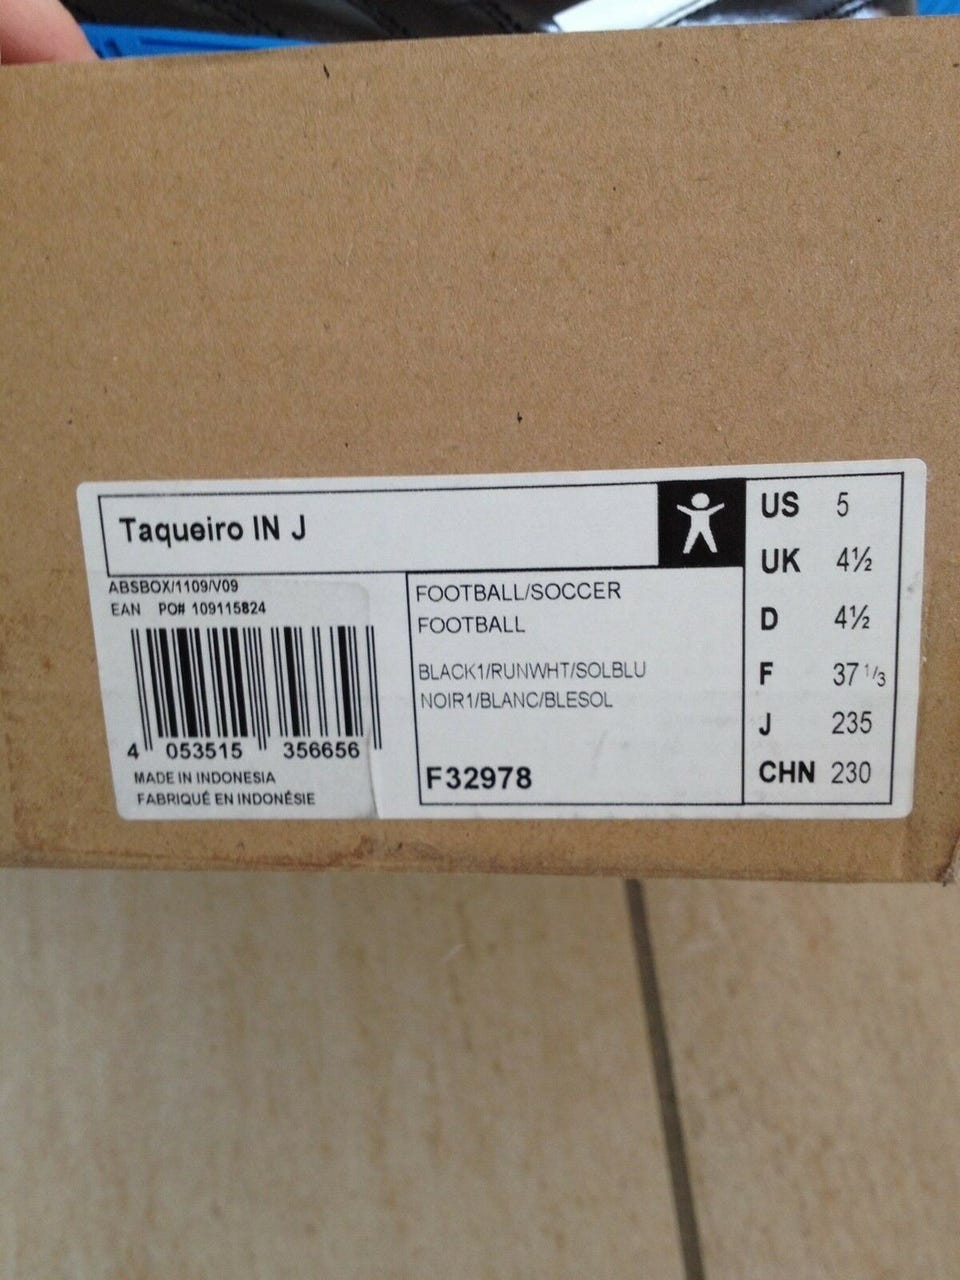 Taqueiro IN J
ABSBOX/1109/V09
EAN PO# 109115824
4 053515 356656
MADE IN INDONESIA
FABRIQUÉ EN INDONÉSIE
FOOTBALL/SOCCER
FOOTBALL
BLACK1/RUNWHT/SOLBLU
NOIR1/BLANC/BLESOL
F32978
US 5
UK 4½
D 4½
F 37 1/3
J 235
CHN 230